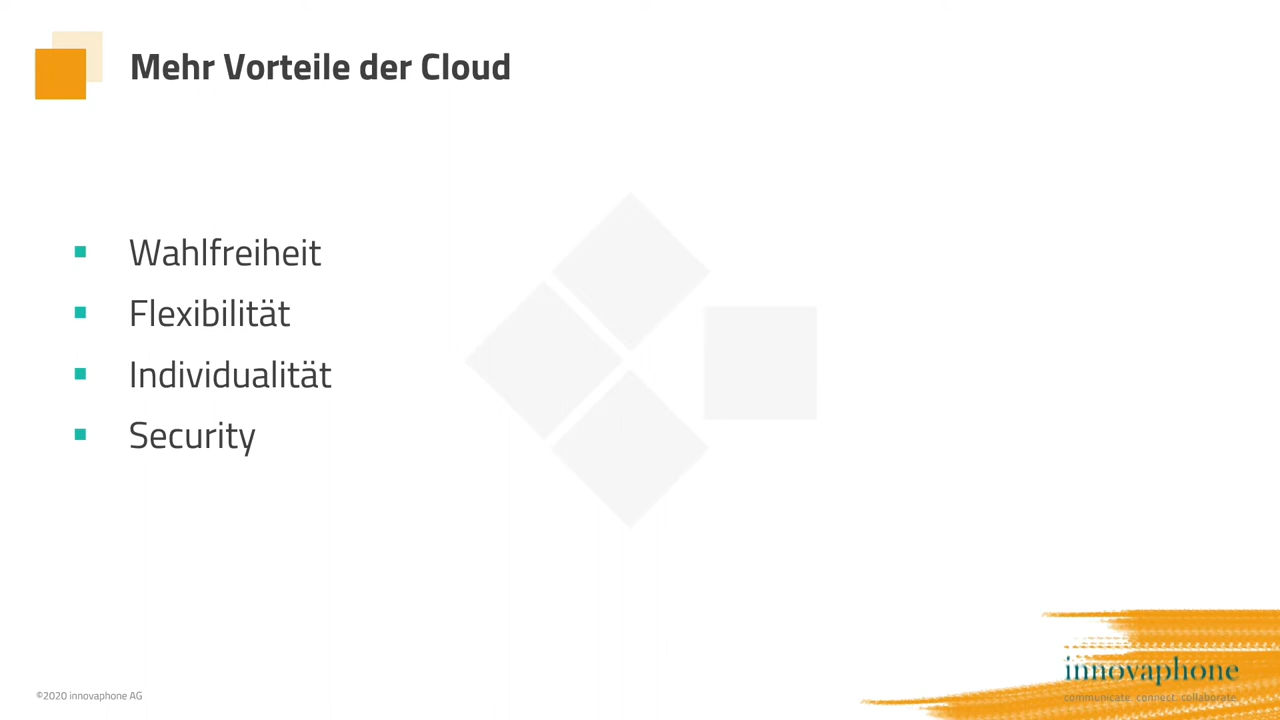 Mehr Vorteile der Cloud
Wahlfreiheit
Flexibilität
Individualität
Security
innovaphone
communicate. connect. collaborate.
©2020 innovaphone AG